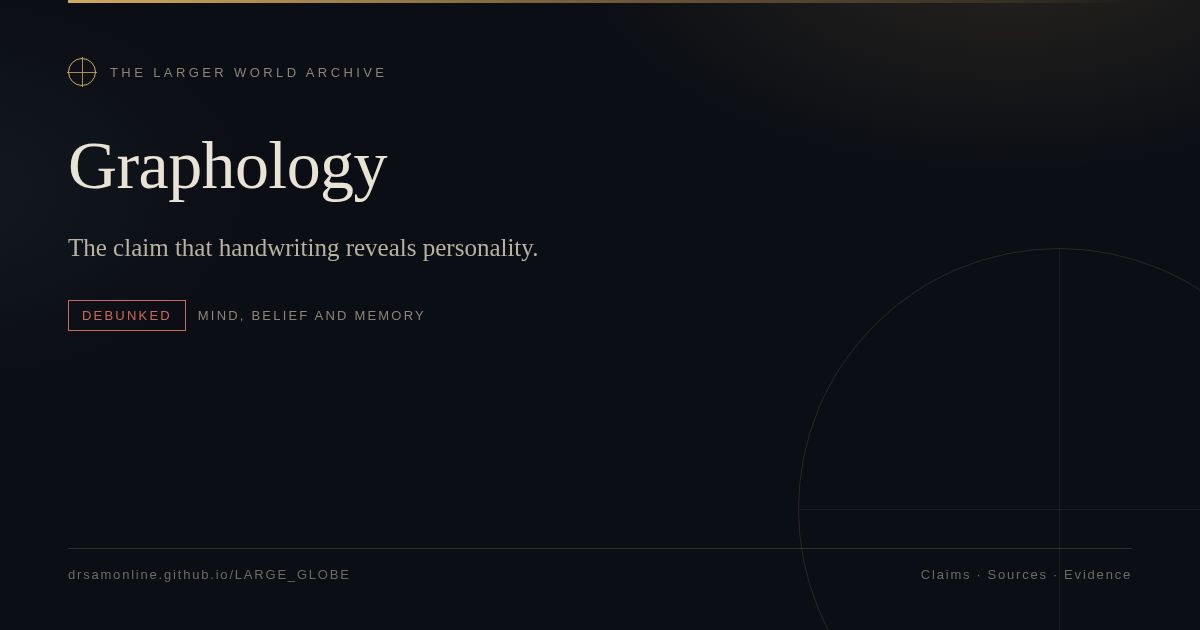 THE LARGER WORLD ARCHIVE
Graphology
The claim that handwriting reveals personality.
DEBUNKED MIND, BELIEF AND MEMORY
drsamonline.github.io/LARGE_GLOBE Claims · Sources · Evidence